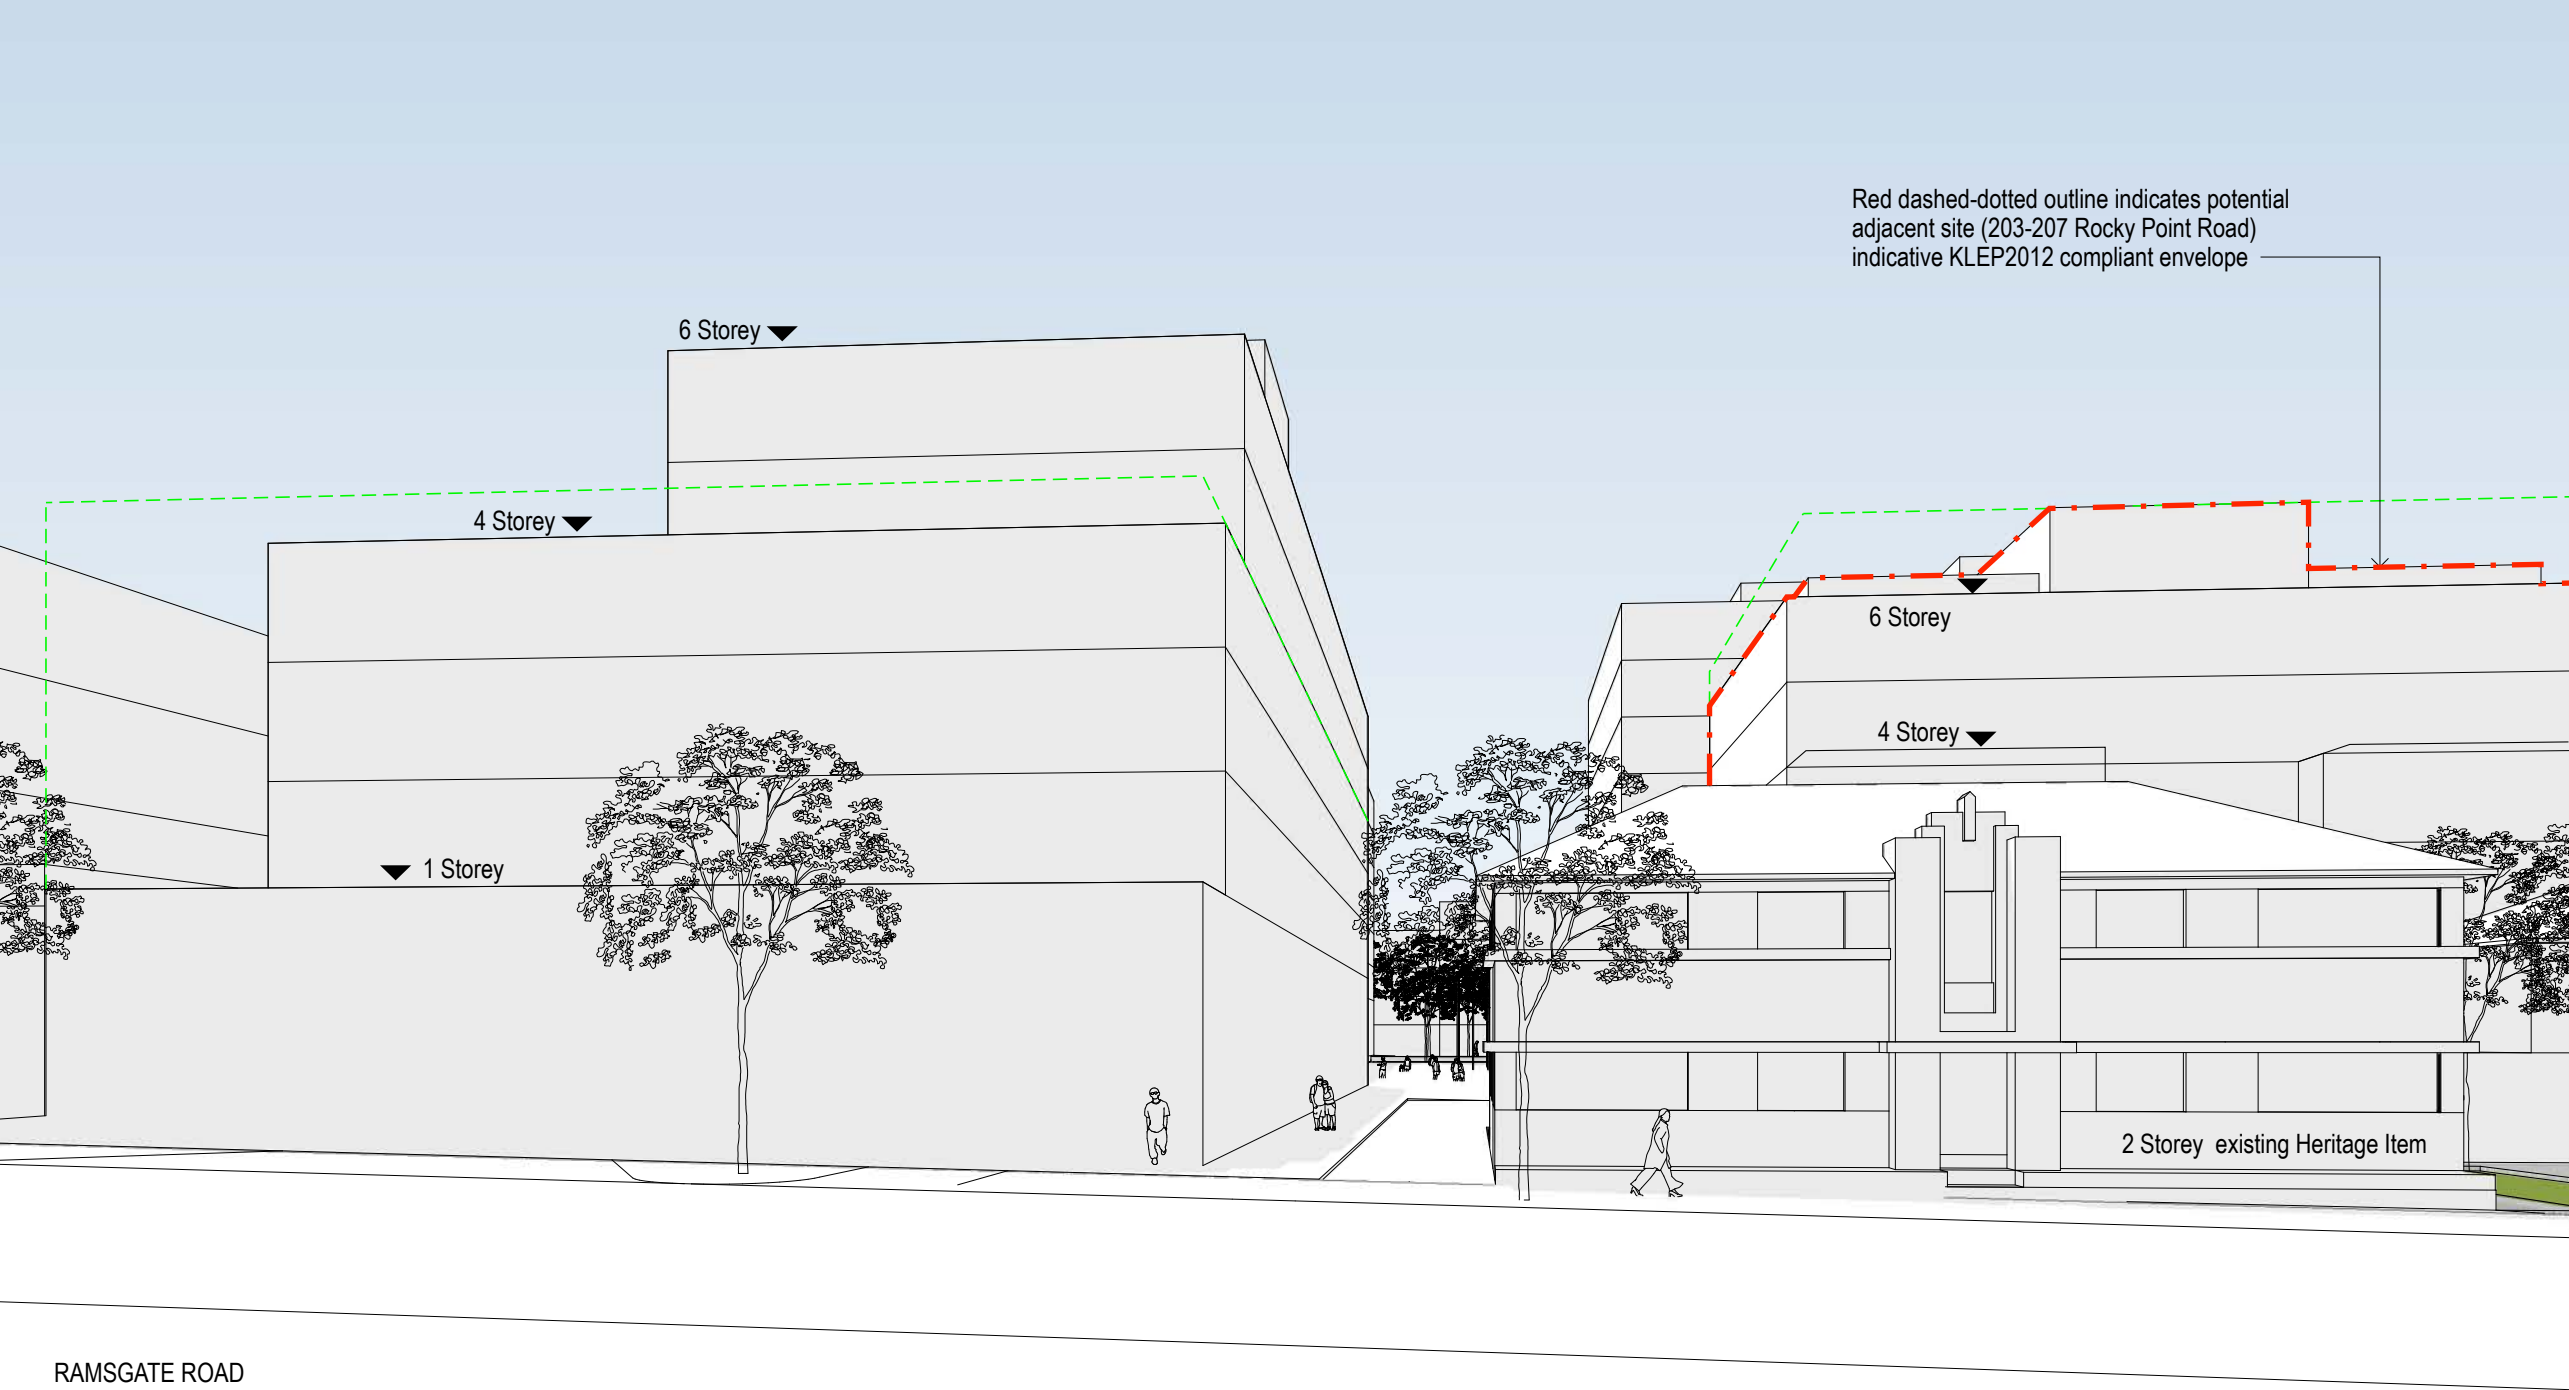 Red dashed-dotted outline indicates potential
adjacent site (203-207 Rocky Point Road)
indicative KLEP2012 compliant envelope
6 Storey
4 Storey
6 Storey
4 Storey
1 Storey
2 Storey existing Heritage Item
RAMSGATE ROAD